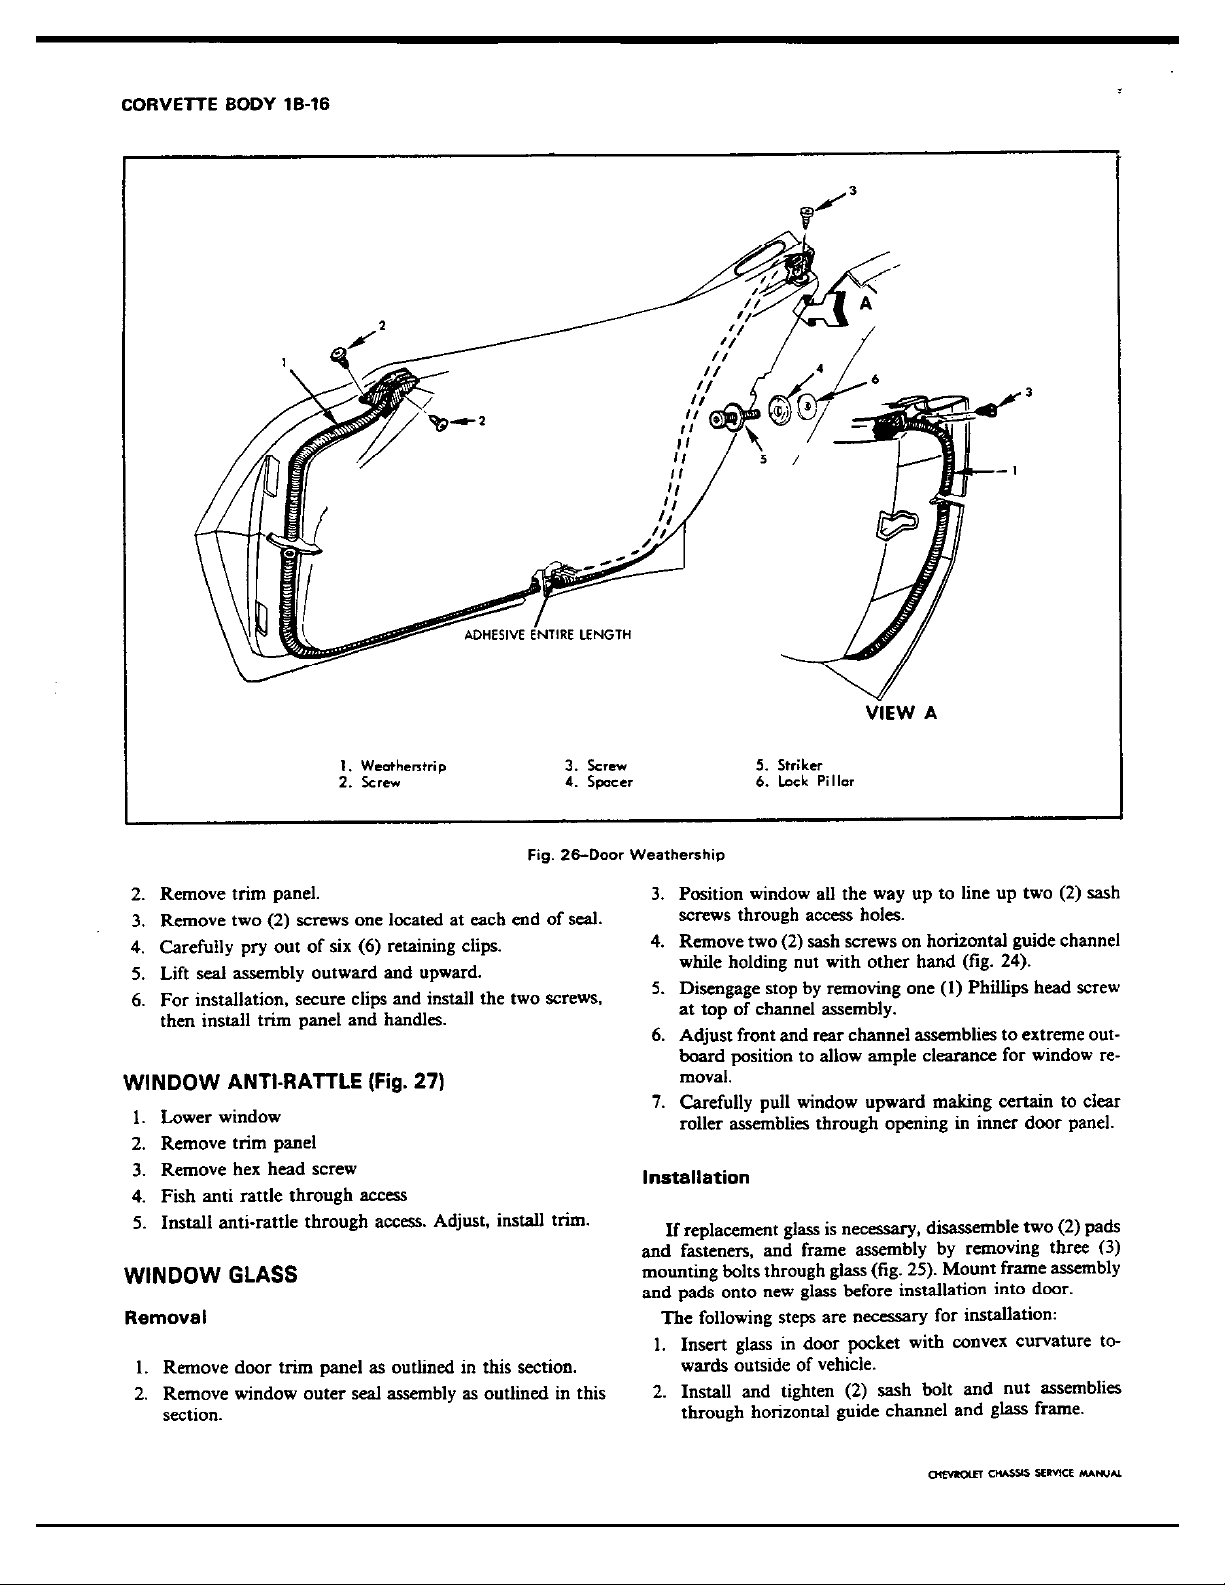 CORVETTE BODY 1B-16
3
A
2
1
4
6
3
2
5
1
ADHESIVE ENTIRE LENGTH
VIEW A
1. Weatherstrip
2. Screw
3. Screw
4. Spacer
5. Striker
6. Lock Pillar
Fig. 26-Door Weathership
2. Remove trim panel.
3. Remove two (2) screws one located at each end of seal.
4. Carefully pry out of six (6) retaining clips.
5. Lift seal assembly outward and upward.
6. For installation, secure clips and install the two screws,
then install trim panel and handles.
WINDOW ANTI-RATTLE (Fig. 27)
1. Lower window
2. Remove trim panel
3. Remove hex head screw
4. Fish anti rattle through access
5. Install anti-rattle through access. Adjust, install trim.
WINDOW GLASS
Removal
1. Remove door trim panel as outlined in this section.
2. Remove window outer seal assembly as outlined in this
section.
3. Position window all the way up to line up two (2) sash
screws through access holes.
4. Remove two (2) sash screws on horizontal guide channel
while holding nut with other hand (fig. 24).
5. Disengage stop by removing one (1) Phillips head screw
at top of channel assembly.
6. Adjust front and rear channel assemblies to extreme out-
board position to allow ample clearance for window re-
moval.
7. Carefully pull window upward making certain to clear
roller assemblies through opening in inner door panel.
Installation
If replacement glass is necessary, disassemble two (2) pads
and fasteners, and frame assembly by removing three (3)
mounting bolts through glass (fig. 25). Mount frame assembly
and pads onto new glass before installation into door.
The following steps are necessary for installation:
1. Insert glass in door pocket with convex curvature to-
wards outside of vehicle.
2. Install and tighten (2) sash bolt and nut assemblies
through horizontal guide channel and glass frame.
CHEVROLET CHASSIS SERVICE MANUAL